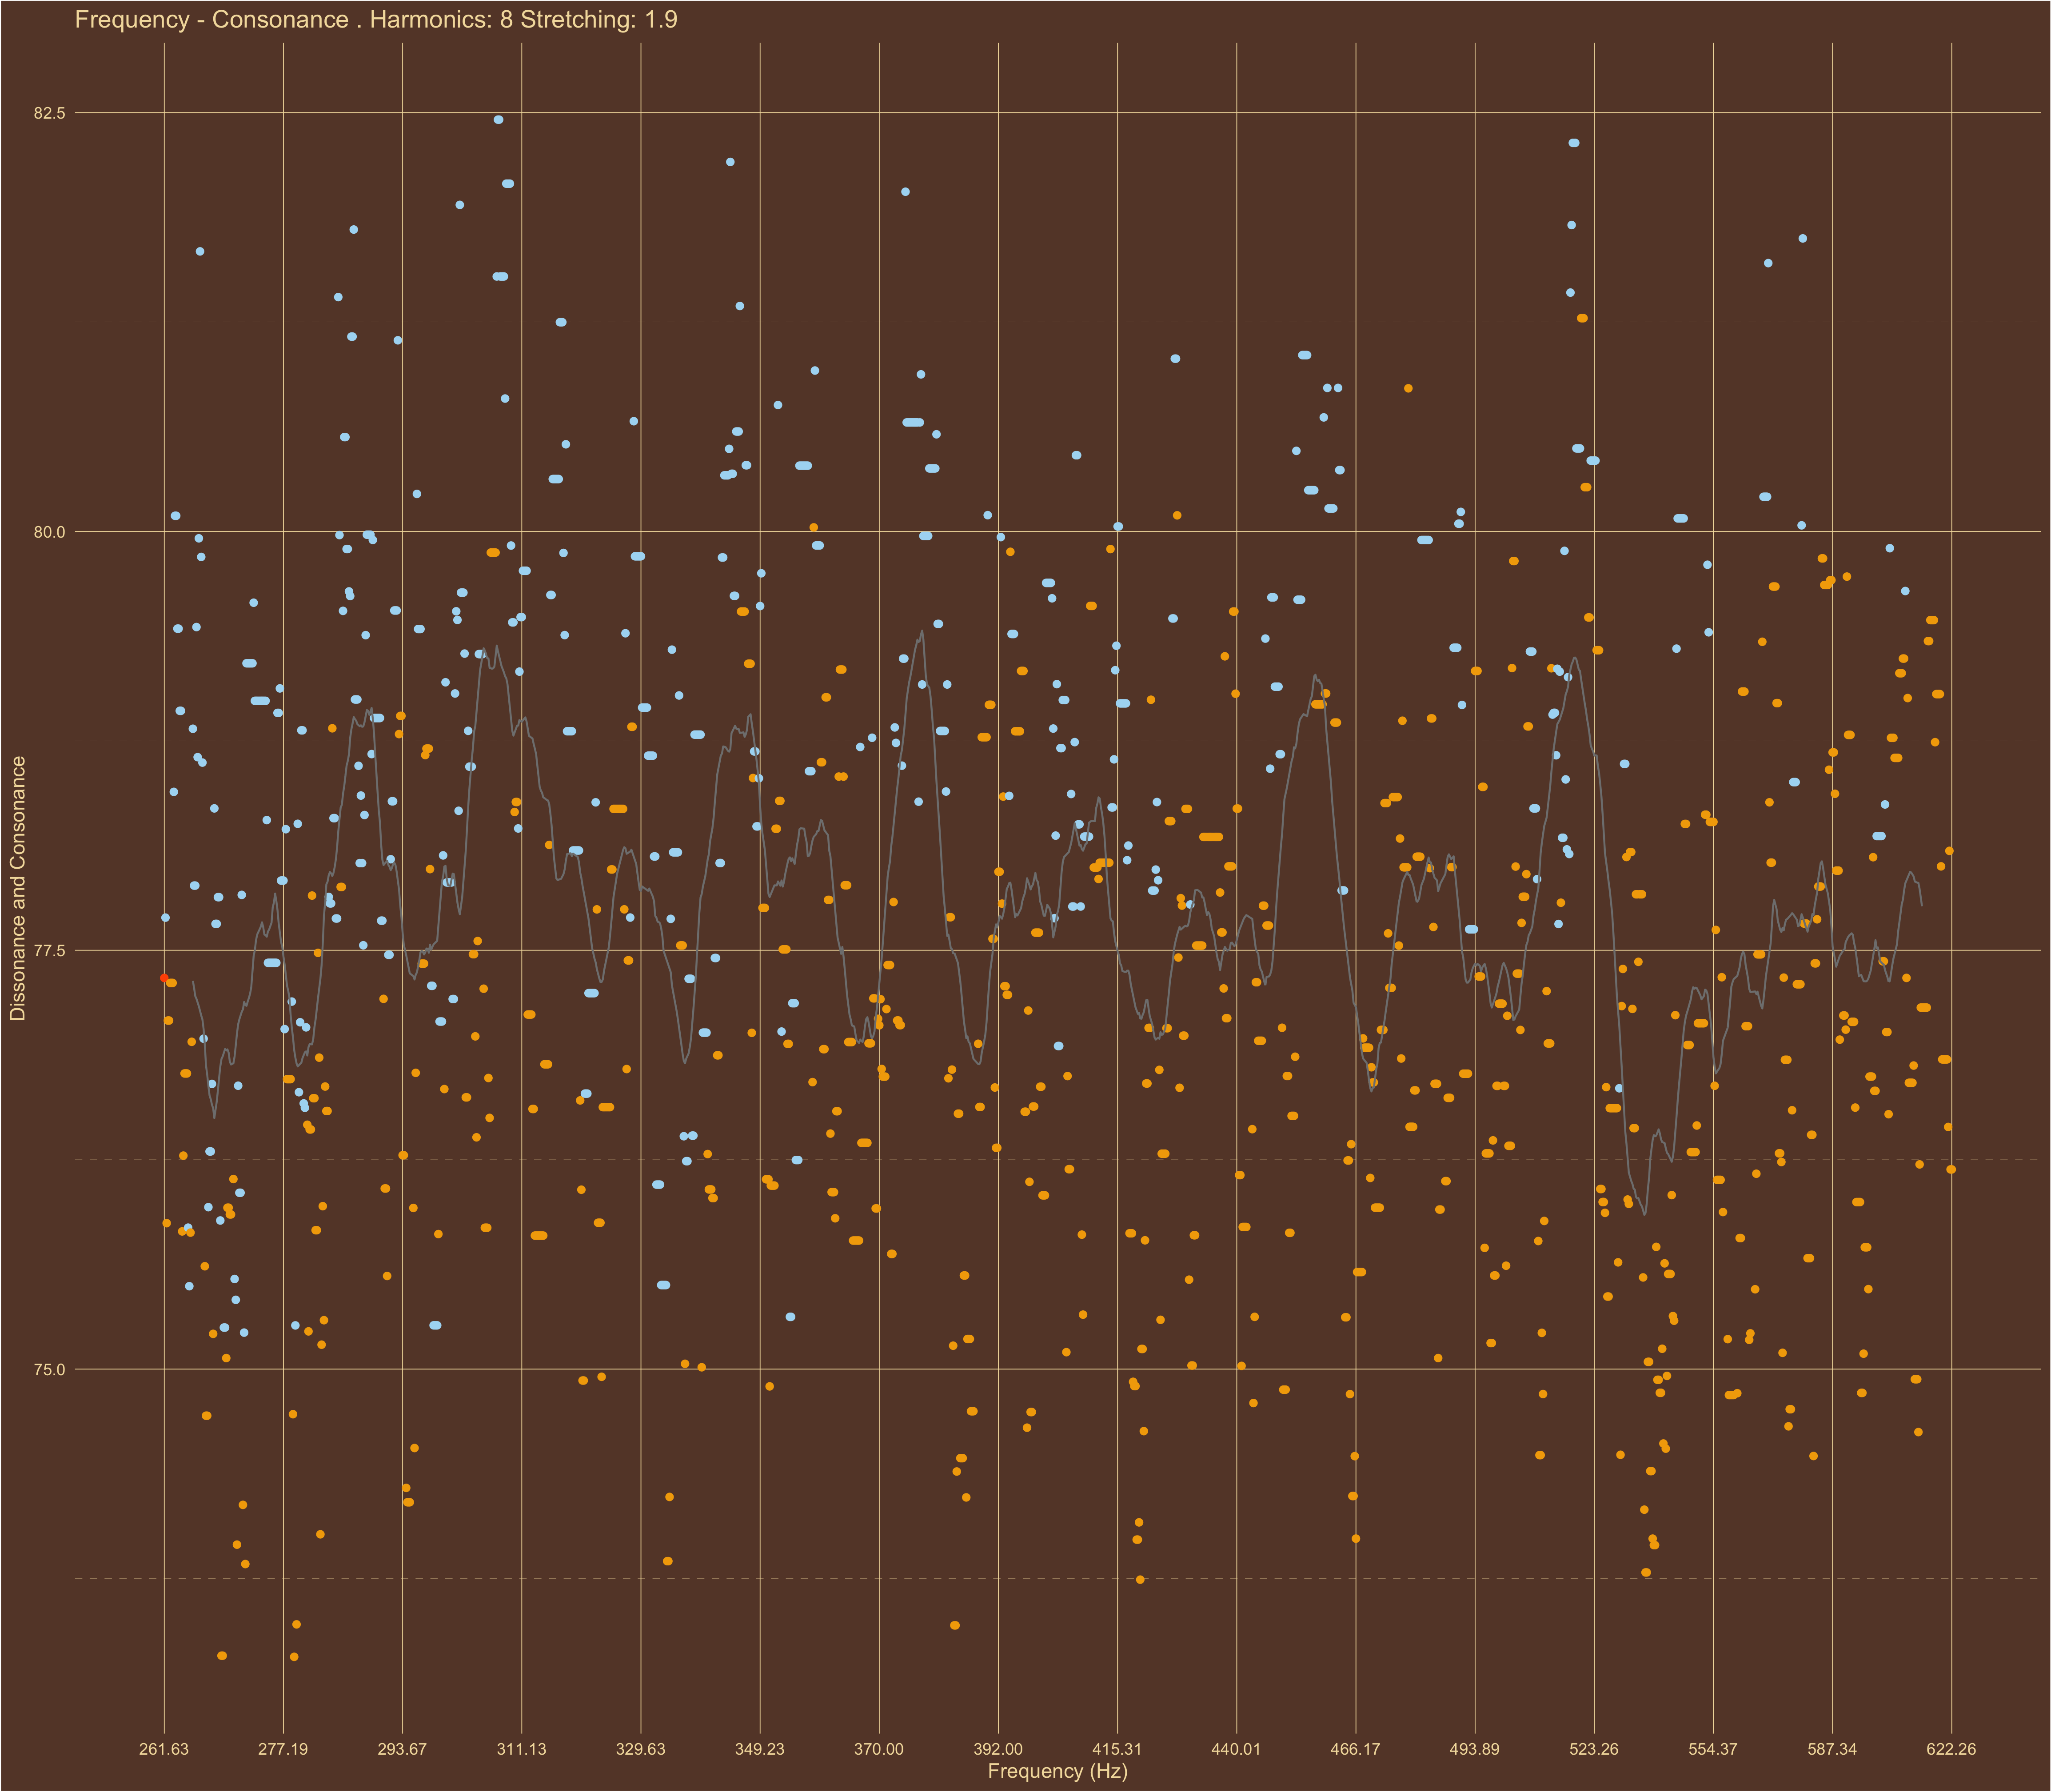 Frequency - Consonance . Harmonics: 8 Stretching: 1.9
82.5
80.0
77.5
75.0
Dissonance and Consonance
261.63 277.19 293.67 311.13 329.63 349.23 370.00 392.00 415.31 440.01 466.17 493.89 523.26 554.37 587.34 622.26
Frequency (Hz)